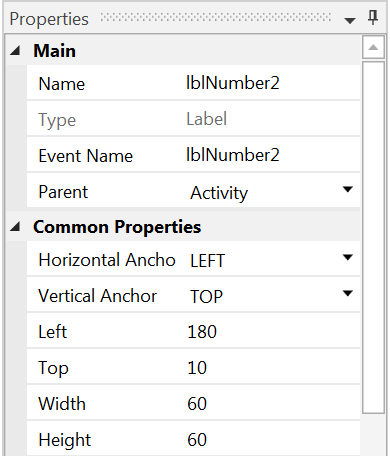 Properties
Main
Name lblNumber2
Type Label
Event Name lblNumber2
Parent Activity
Common Properties
Horizontal Ancho LEFT
Vertical Anchor TOP
Left 180
Top 10
Width 60
Height 60